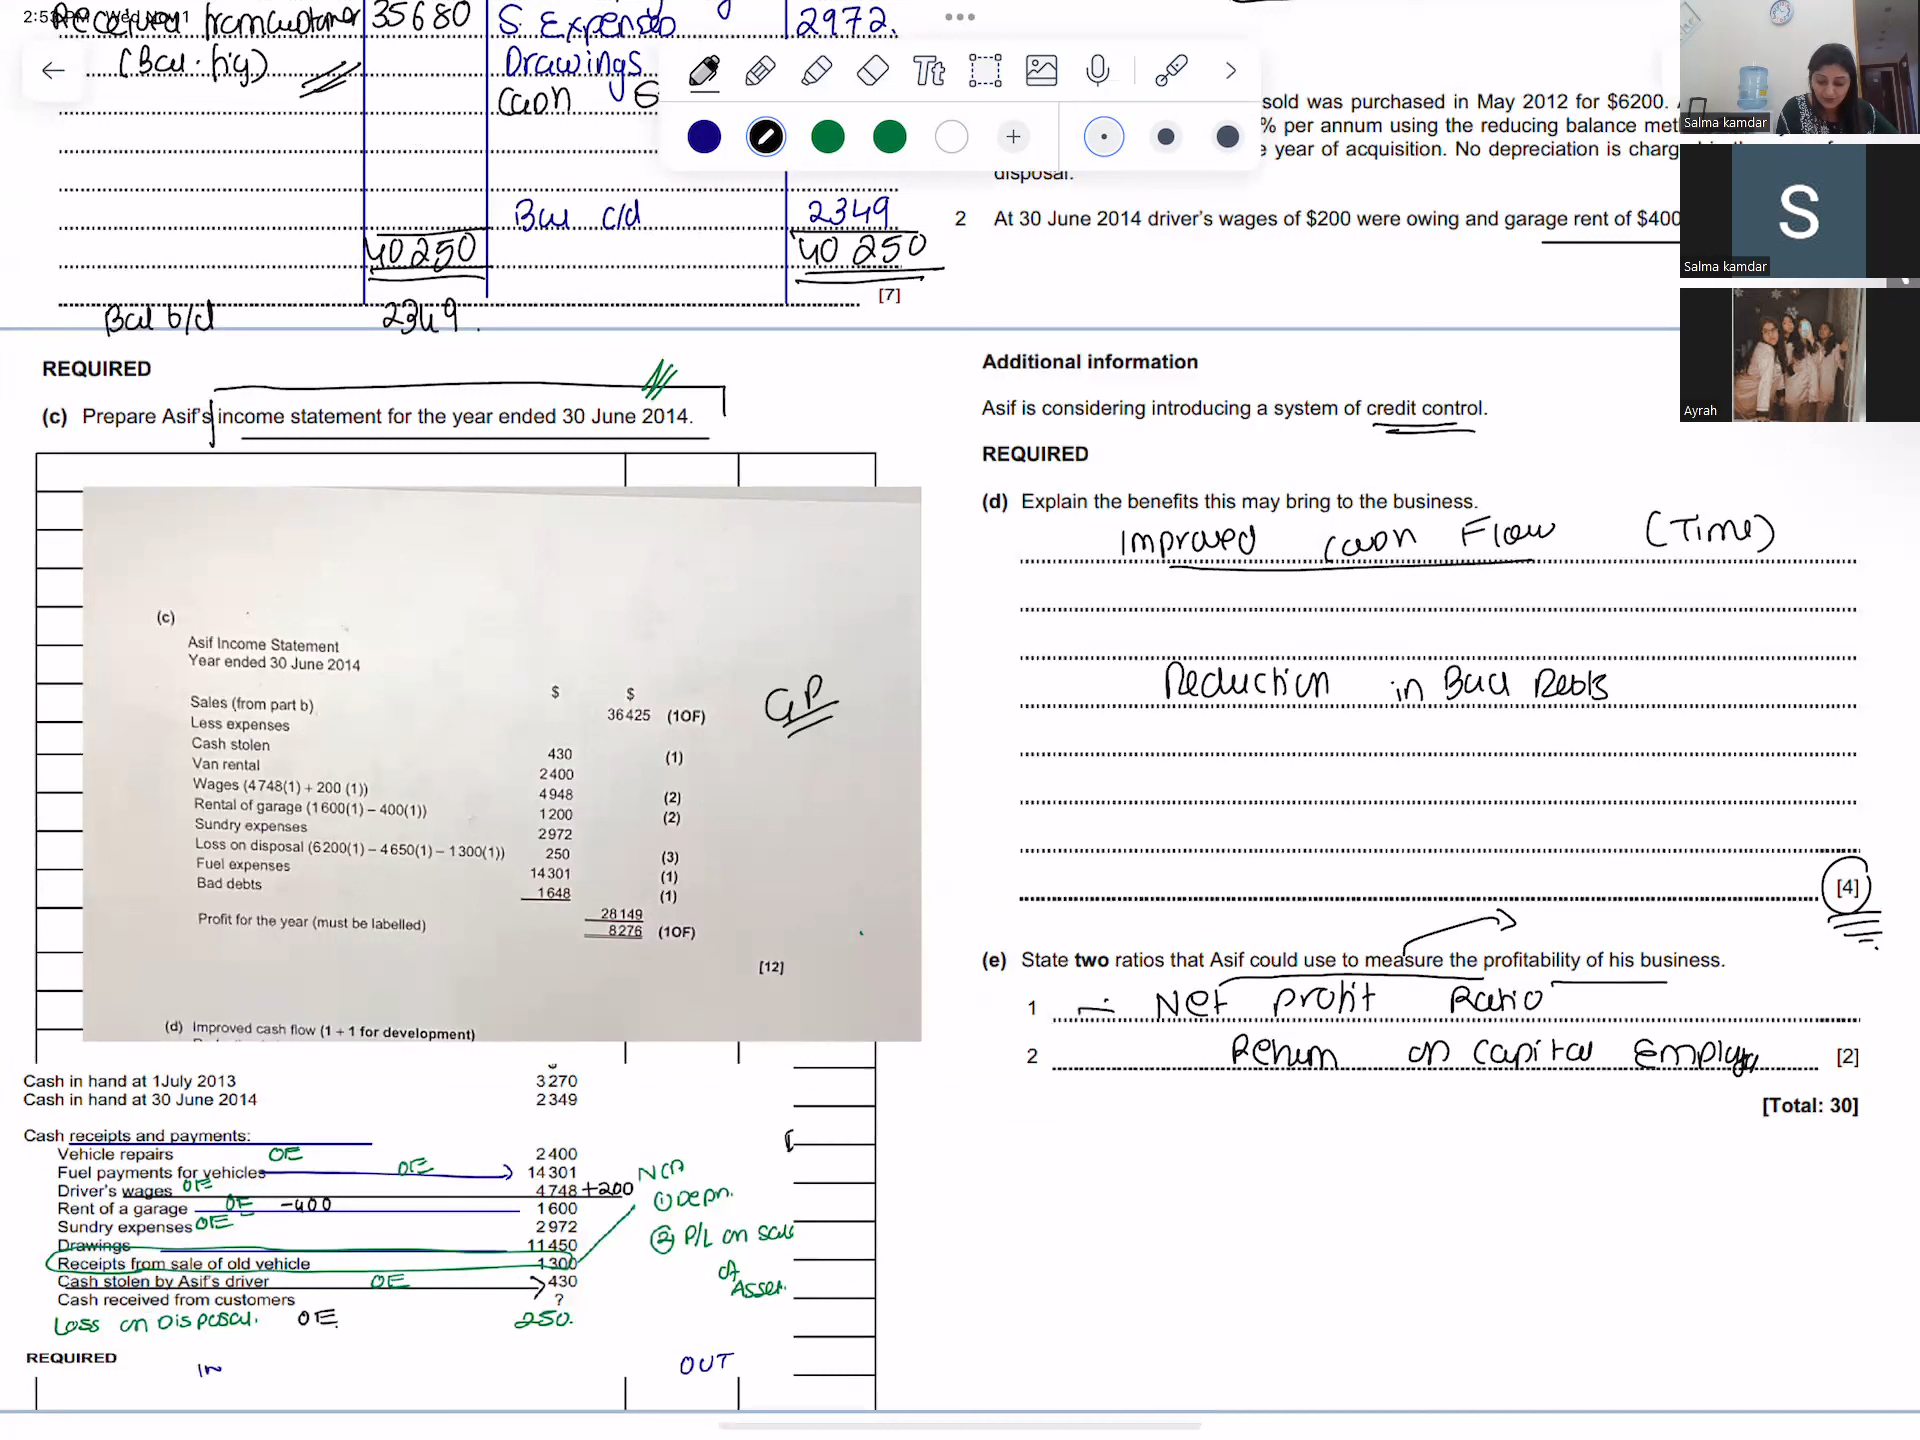 Received from customer 35680 S. Expenses 2972.
(Bal. fig) Drawings
Cash
sold was purchased in May 2012 for $6200.
% per annum using the reducing balance met
e year of acquisition. No depreciation is charg
disposal.
Bal c/d 2349
40 250 40 250
[7]
Bal b/d 2349.
2 At 30 June 2014 driver's wages of $200 were owing and garage rent of $400
Salma kamdar
S
Salma kamdar
Ayrah
REQUIRED
(c) Prepare Asif's income statement for the year ended 30 June 2014.
(c)
Asif Income Statement
Year ended 30 June 2014
$ $
Sales (from part b) 36425 (1OF)
Less expenses
Cash stolen 430 (1)
Van rental 2400
Wages (4748(1) + 200 (1)) 4948 (2)
Rental of garage (1600(1) – 400(1)) 1200 (2)
Sundry expenses 2972
Loss on disposal (6200(1) – 4650(1) – 1300(1)) 250 (3)
Fuel expenses 14301 (1)
Bad debts 1648 (1)
28149
Profit for the year (must be labelled) 8276 (1OF)
[12]
(d) Improved cash flow (1 + 1 for development)
GP
Cash in hand at 1July 2013 3270
Cash in hand at 30 June 2014 2349
Cash receipts and payments:
Vehicle repairs OE 2400
Fuel payments for vehicles OE 14301
Driver's wages OE 4748 +200
Rent of a garage OE -400 1600
Sundry expenses OE 2972
Drawings 11450
Receipts from sale of old vehicle 1300
Cash stolen by Asif's driver OE 430
Cash received from customers ?
Loss on Disposal. OE. 250.
NCA
① Depn.
② P/L on sale
of
Asset.
REQUIRED
IN OUT
Additional information
Asif is considering introducing a system of credit control.
REQUIRED
(d) Explain the benefits this may bring to the business.
Improved cash Flow (Time)
Reduction in Bad Debts
[4]
(e) State two ratios that Asif could use to measure the profitability of his business.
1 Net profit Ratio
2 Return on capital [2]
[Total: 30]